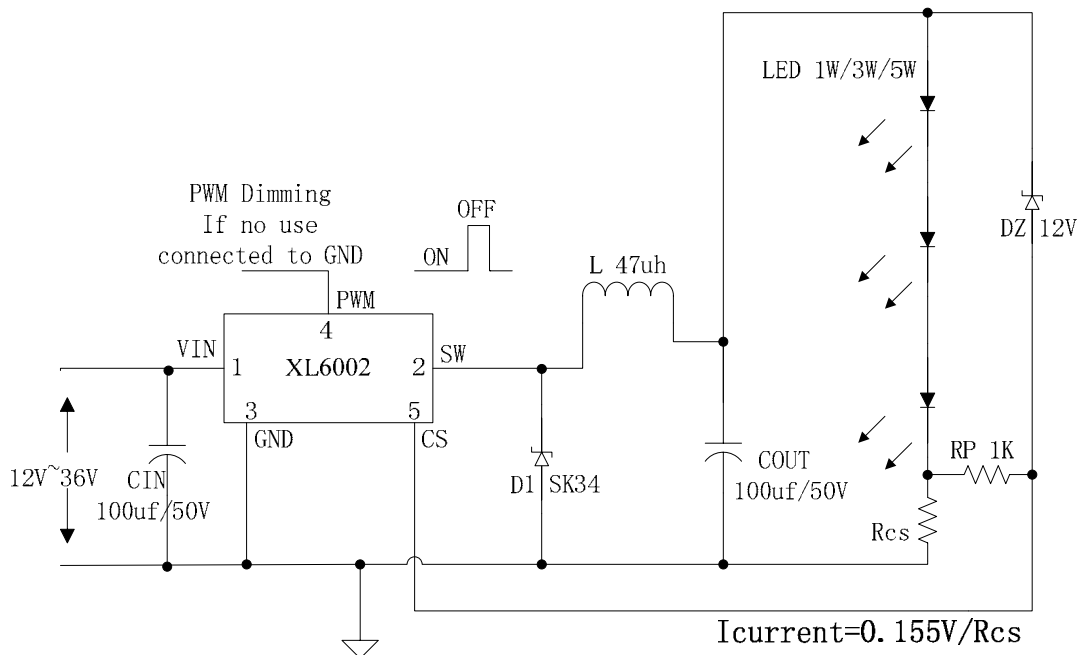 LED 1W/3W/5W
PWM Dimming
If no use
connected to GND
OFF
ON
DZ 12V
L 47uh
PWM
4
VIN
1
XL6002
2
SW
3
5
GND
CS
12V~36V
CIN
100uf/50V
D1 SK34
COUT
100uf/50V
RP 1K
Rcs
Icurrent=0.155V/Rcs